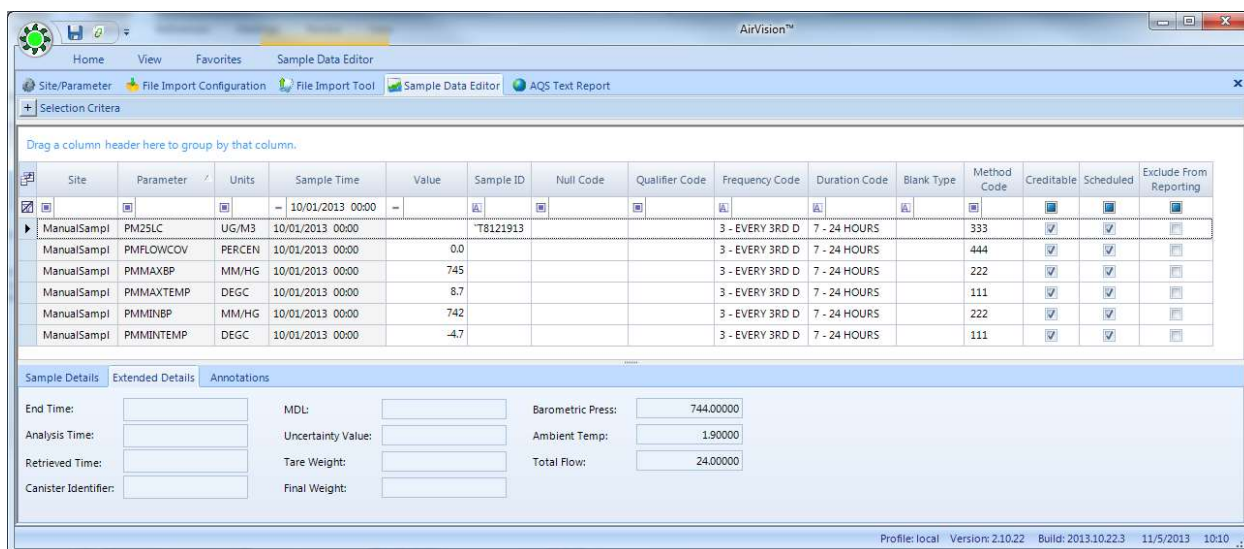 AirVision™
Home View Favorites Sample Data Editor
Site/Parameter File Import Configuration File Import Tool Sample Data Editor AQS Text Report x
+ Selection Critera
Drag a column header here to group by that column.
Site Parameter Units Sample Time Value Sample ID Null Code Qualifier Code Frequency Code Duration Code Blank Type Method Code Creditable Scheduled Exclude From Reporting
= 10/01/2013 00:00 =
ManualSampl PM25LC UG/M3 10/01/2013 00:00 `T8121913 3 - EVERY 3RD D 7 - 24 HOURS 333
ManualSampl PMFLOWCOV PERCEN 10/01/2013 00:00 0.0 3 - EVERY 3RD D 7 - 24 HOURS 444
ManualSampl PMMAXBP MM/HG 10/01/2013 00:00 745 3 - EVERY 3RD D 7 - 24 HOURS 222
ManualSampl PMMAXTEMP DEGC 10/01/2013 00:00 8.7 3 - EVERY 3RD D 7 - 24 HOURS 111
ManualSampl PMMINBP MM/HG 10/01/2013 00:00 742 3 - EVERY 3RD D 7 - 24 HOURS 222
ManualSampl PMMINTEMP DEGC 10/01/2013 00:00 -4.7 3 - EVERY 3RD D 7 - 24 HOURS 111
Sample Details Extended Details Annotations
End Time: MDL: Barometric Press: 744.00000
Analysis Time: Uncertainty Value: Ambient Temp: 1.90000
Retrieved Time: Tare Weight: Total Flow: 24.00000
Canister Identifier: Final Weight:
Profile: local Version: 2.10.22 Build: 2013.10.22.3 11/5/2013 10:10